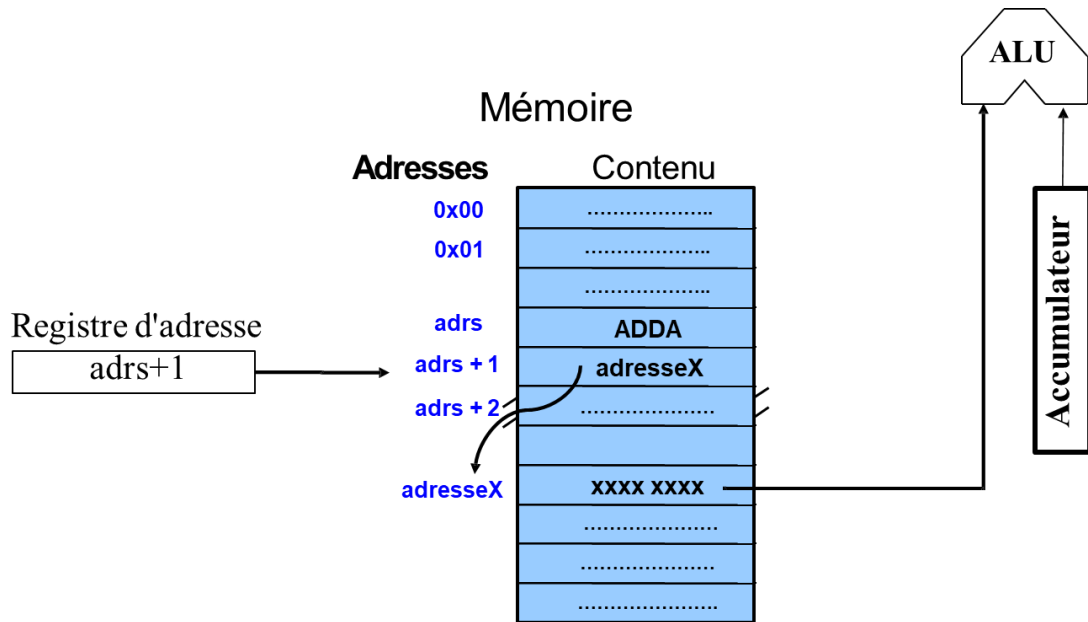 ALU
Mémoire
Adresses Contenu
0x00 ...................
0x01 ...................
...................
adrs ADDA
Registre d'adresse
adrs+1
adrs + 1 adresseX
adrs + 2 .....................
adresseX xxxx xxxx
.....................
.....................
.....................
Accumulateur